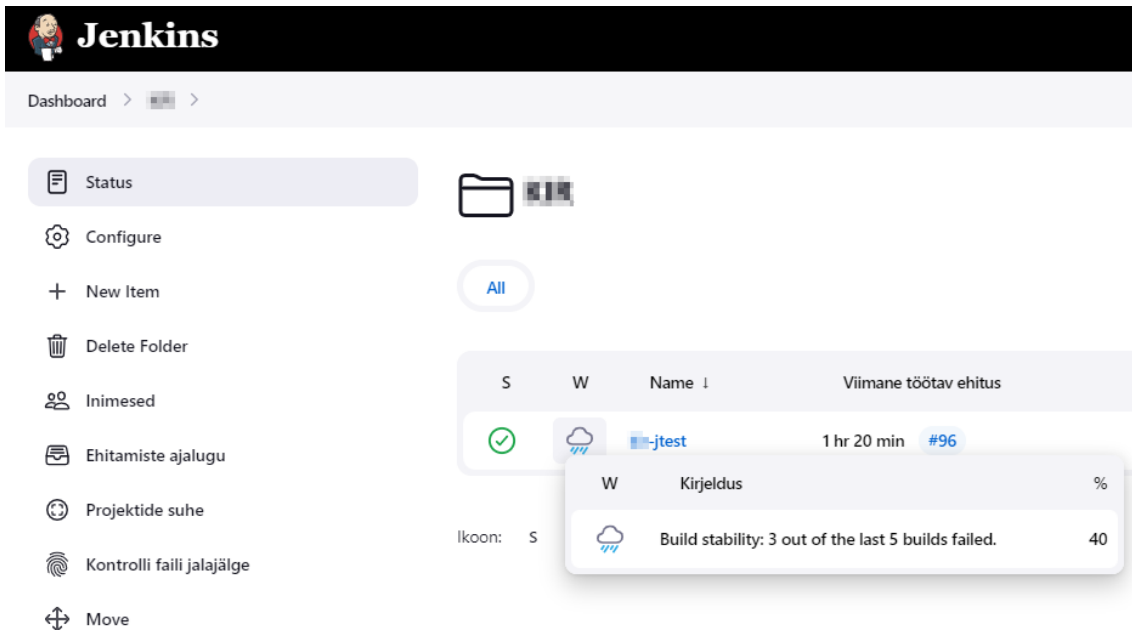 Jenkins
Dashboard
Status
Configure
New Item
Delete Folder
Inimesed
Ehitamiste ajalugu
Projektide suhe
Kontrolli faili jalajälge
Move
All
S W Name ↓ Viimane töötav ehitus
-jtest 1 hr 20 min #96
W Kirjeldus %
Build stability: 3 out of the last 5 builds failed. 40
Ikoon: S